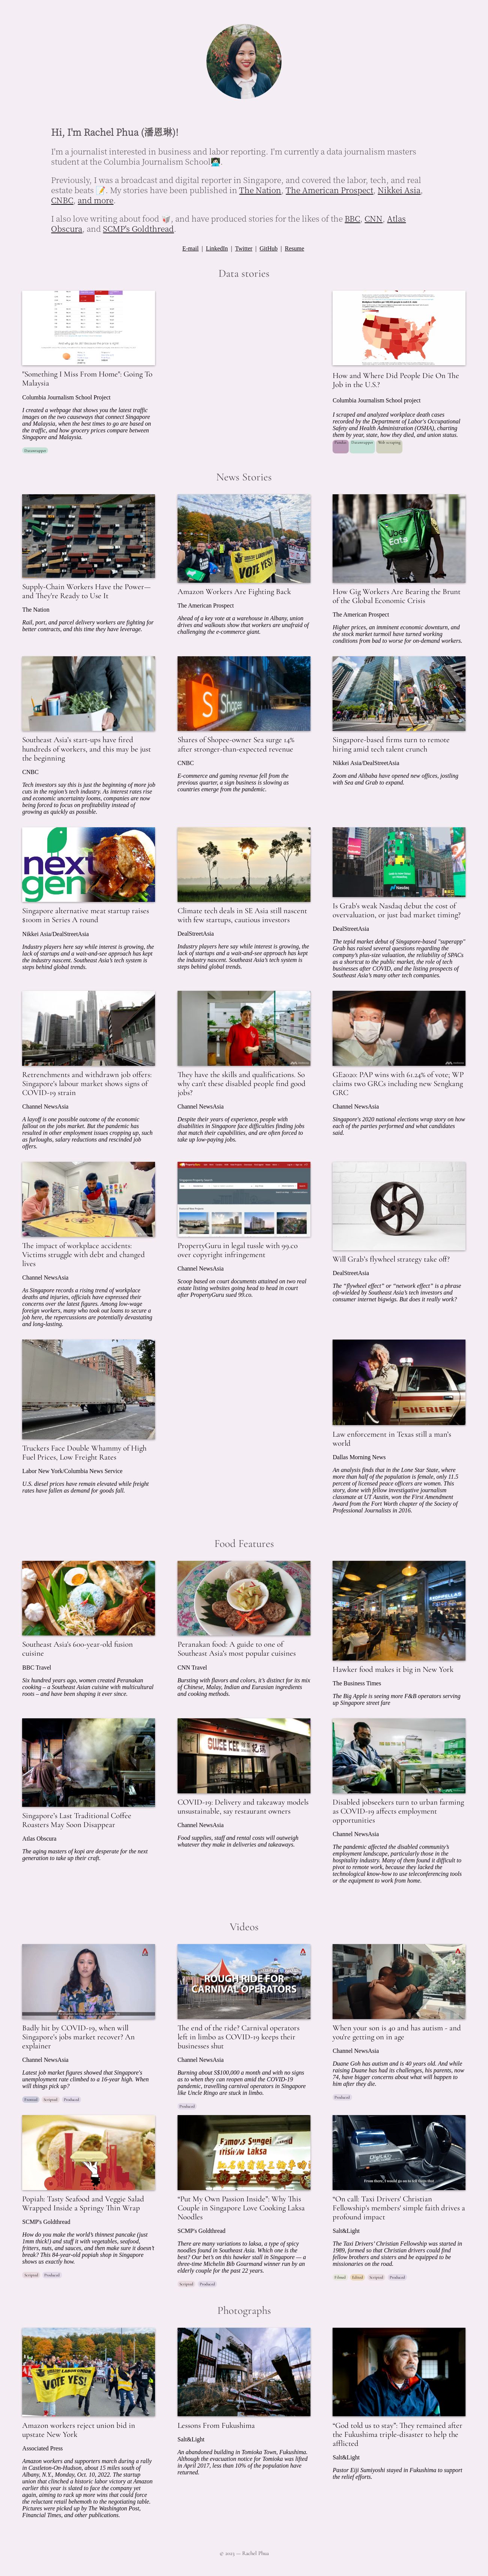 Hi, I'm Rachel Phua (潘恩琳)!
I'm a journalist interested in business and labor reporting. I'm currently a data journalism masters
student at the Columbia Journalism School👩🏻‍💻
Previously, I was a broadcast and digital reporter in Singapore, and covered the labor, tech, and real
estate beats 📝. My stories have been published in The Nation, The American Prospect, Nikkei Asia,
CNBC, and more.
I also love writing about food 🥡, and have produced stories for the likes of the BBC, CNN, Atlas
Obscura, and SCMP's Goldthread.
E-mail | LinkedIn | Twitter | GitHub | Resume
Data stories
"Something I Miss From Home": Going To
Malaysia
Columbia Journalism School Project
I created a webpage that shows you the latest traffic
images on the two causeways that connect Singapore
and Malaysia, when the best times to go are based on
the traffic, and how grocery prices compare between
Singapore and Malaysia.
Datawrapper
How and Where Did People Die On The
Job in the U.S.?
Columbia Journalism School project
I scraped and analyzed workplace death cases
recorded by the Department of Labor's Occupational
Safety and Health Administration (OSHA), charting
them by year, state, how they died, and union status.
Pandas Datawrapper Web scraping
News Stories
Supply-Chain Workers Have the Power—
and They're Ready to Use It
The Nation
Rail, port, and parcel delivery workers are fighting for
better contracts, and this time they have leverage.
VOTE YES!
Amazon Workers Are Fighting Back
The American Prospect
Ahead of a key vote at a warehouse in Albany, union
drives and walkouts show that workers are unafraid of
challenging the e-commerce giant.
Uber
Eats
How Gig Workers Are Bearing the Brunt
of the Global Economic Crisis
The American Prospect
Higher prices, an imminent economic downturn, and
the stock market turmoil have turned working
conditions from bad to worse for on-demand workers.
Southeast Asia's start-ups have fired
hundreds of workers, and this may be just
the beginning
CNBC
Tech investors say this is just the beginning of more job
cuts in the region's tech industry. As interest rates rise
and economic uncertainty looms, companies are now
being forced to focus on profitability instead of
growing as quickly as possible.
Shopee
Shares of Shopee-owner Sea surge 14%
after stronger-than-expected revenue
CNBC
E-commerce and gaming revenue fell from the
previous quarter, a sign business is slowing as
countries emerge from the pandemic.
Singapore-based firms turn to remote
hiring amid tech talent crunch
Nikkei Asia/DealStreetAsia
Zoom and Alibaba have opened new offices, jostling
with Sea and Grab to expand.
next
gen
Singapore alternative meat startup raises
$100m in Series A round
Nikkei Asia/DealStreetAsia
Industry players here say while interest is growing, the
lack of startups and a wait-and-see approach has kept
the industry nascent. Southeast Asia's tech system is
steps behind global trends.
Climate tech deals in SE Asia still nascent
with few startups, cautious investors
DealStreetAsia
Industry players here say while interest is growing, the
lack of startups and a wait-and-see approach has kept
the industry nascent. Southeast Asia's tech system is
steps behind global trends.
Is Grab's weak Nasdaq debut the cost of
overvaluation, or just bad market timing?
DealStreetAsia
The tepid market debut of Singapore-based "superapp"
Grab has raised several questions regarding the
company's plus-size valuation, the reliability of SPACs
as a shortcut to the public market, the role of tech
businesses after COVID, and the listing prospects of
Southeast Asia's many other tech companies.
Retrenchments and withdrawn job offers:
Singapore's labour market shows signs of
COVID-19 strain
Channel NewsAsia
A layoff is one possible outcome of the economic
fallout on the jobs market. But the pandemic has
resulted in other employment issues cropping up, such
as furloughs, salary reductions and rescinded job
offers.
They have the skills and qualifications. So
why can't these disabled people find good
jobs?
Channel NewsAsia
Despite their years of experience, people with
disabilities in Singapore face difficulties finding jobs
that match their capabilities, and are often forced to
take up low-paying jobs.
GE2020: PAP wins with 61.24% of vote; WP
claims two GRCs including new Sengkang
GRC
Channel NewsAsia
Singapore's 2020 national elections wrap story on how
each of the parties performed and what candidates
said.
The impact of workplace accidents:
Victims struggle with debt and changed
lives
Channel NewsAsia
As Singapore records a rising trend of workplace
deaths and injuries, officials have expressed their
concerns over the latest figures. Among low-wage
foreign workers, many who took out loans to secure a
job here, the repercussions are potentially devastating
and long-lasting.
PropertyGuru in legal tussle with 99.co
over copyright infringement
Channel NewsAsia
Scoop based on court documents attained on two real
estate listing websites going head to head in court
after PropertyGuru sued 99.co.
Will Grab's flywheel strategy take off?
DealStreetAsia
The “flywheel effect” or “network effect” is a phrase
oft-wielded by Southeast Asia's tech investors and
consumer internet bigwigs. But does it really work?
Truckers Face Double Whammy of High
Fuel Prices, Low Freight Rates
Labor New York/Columbia News Service
U.S. diesel prices have remain elevated while freight
rates have fallen as demand for goods fall.
SHERIFF
Law enforcement in Texas still a man's
world
Dallas Morning News
An analysis finds that in the Lone Star State, where
more than half of the population is female, only 11.5
percent of licensed peace officers are women. This
story, done with fellow investigative journalism
classmate at UT Austin, won the First Amendment
Award from the Fort Worth chapter of the Society of
Professional Journalists in 2016.
Food Features
Southeast Asia's 600-year-old fusion
cuisine
BBC Travel
Six hundred years ago, women created Peranakan
cooking – a Southeast Asian cuisine with multicultural
roots – and have been shaping it ever since.
Peranakan food: A guide to one of
Southeast Asia's most popular cuisines
CNN Travel
Bursting with flavors and colors, it's distinct for its mix
of Chinese, Malay, Indian and Eurasian ingredients
and cooking methods.
Hawker food makes it big in New York
The Business Times
The Big Apple is seeing more F&B operators serving
up Singapore street fare
Singapore's Last Traditional Coffee
Roasters May Soon Disappear
Atlas Obscura
The aging masters of kopi are desperate for the next
generation to take up their craft.
COVID-19: Delivery and takeaway models
unsustainable, say restaurant owners
Channel NewsAsia
Food supplies, staff and rental costs will outweigh
whatever they make in deliveries and takeaways.
Disabled jobseekers turn to urban farming
as COVID-19 affects employment
opportunities
Channel NewsAsia
The pandemic affected the disabled community's
employment landscape, particularly those in the
hospitality industry. Many of them found it difficult to
pivot to remote work, because they lacked the
technological know-how to use teleconferencing tools
or the equipment to work from home.
Videos
Badly hit by COVID-19, when will
Singapore's jobs market recover? An
explainer
Channel NewsAsia
Latest job market figures showed that Singapore's
unemployment rate climbed to a 16-year high. When
will things pick up?
Scripted Produced
ROUGH RIDE FOR
CARNIVAL OPERATORS
The end of the ride? Carnival operators
left in limbo as COVID-19 keeps their
businesses shut
Channel NewsAsia
Burning about S$100,000 a month and with no signs
as to when they can reopen amid the COVID-19
pandemic, travelling carnival operators in Singapore
like Uncle Ringo are stuck in limbo.
Produced
When your son is 40 and has autism - and
you're getting on in age
Channel NewsAsia
Duane Goh has autism and is 40 years old. And while
raising Duane has had its challenges, his parents, now
74, have bigger concerns about what will happen to
him after they die.
Produced
Popiah: Tasty Seafood and Veggie Salad
Wrapped Inside a Springy Thin Wrap
SCMP's Goldthread
How do you make the world's thinnest pancake (just
1mm thick!) and stuff it with vegetables, seafood,
fritters, nuts, and sauces, and then make sure it doesn't
break? This 84-year-old popiah shop in Singapore
shows us exactly how.
Scripted Produced
“Put My Own Passion Inside”: Why This
Couple in Singapore Love Cooking Laksa
Noodles
SCMP's Goldthread
There are many variations to laksa, a type of spicy
noodles found in Southeast Asia. Which one is the
best? Our bet's on this hawker stall in Singapore — a
three-time Michelin Bib Gourmand winner run by an
elderly couple for the past 22 years.
Scripted Produced
“On call: Taxi Drivers' Christian
Fellowship's members' simple faith drives a
profound impact
Salt&Light
The Taxi Drivers' Christian Fellowship was started in
1989, formed so that Christian drivers could find
fellow brothers and sisters and be equipped to be
missionaries on the road.
Filmed Edited Scripted Produced
Photographs
VOTE YES!
Amazon workers reject union bid in
upstate New York
Associated Press
Amazon workers and supporters march during a rally
in Castleton-On-Hudson, about 15 miles south of
Albany, N.Y., Monday, Oct. 10, 2022. The startup
union that clinched a historic labor victory at Amazon
earlier this year is slated to face the company yet
again, aiming to rack up more wins that could force
the reluctant retail behemoth to the negotiating table.
Pictures were picked up by The Washington Post,
Financial Times, and other publications.
Lessons From Fukushima
Salt&Light
An abandoned building in Tomioka Town, Fukushima.
Although the evacuation notice for Tomioka was lifted
in April 2017, less than 10% of the population have
returned.
“God told us to stay”: They remained after
the Fukushima triple-disaster to help the
afflicted
Salt&Light
Pastor Eiji Sumiyoshi stayed in Fukushima to support
the relief efforts.
© 2023 — Rachel Phua